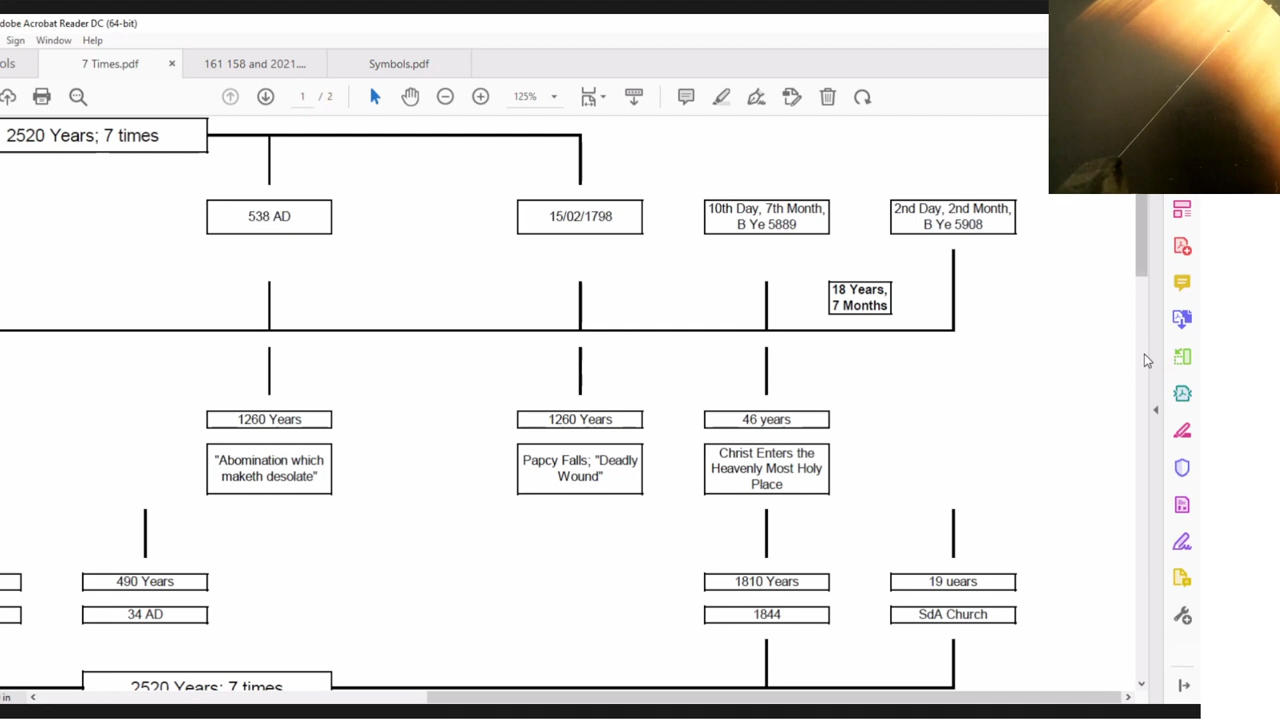 dobe Acrobat Reader DC (64-bit)
Sign Window Help
ols
7 Times.pdf
161 158 and 2021....
Symbols.pdf
1 / 2
125%
2520 Years; 7 times
538 AD
15/02/1798
10th Day, 7th Month,
B Ye 5889
2nd Day, 2nd Month,
B Ye 5908
18 Years,
7 Months
1260 Years
1260 Years
46 years
"Abomination which
maketh desolate"
Papcy Falls; "Deadly
Wound"
Christ Enters the
Heavenly Most Holy
Place
490 Years
1810 Years
19 uears
34 AD
1844
SdA Church
2520 Years; 7 times
in